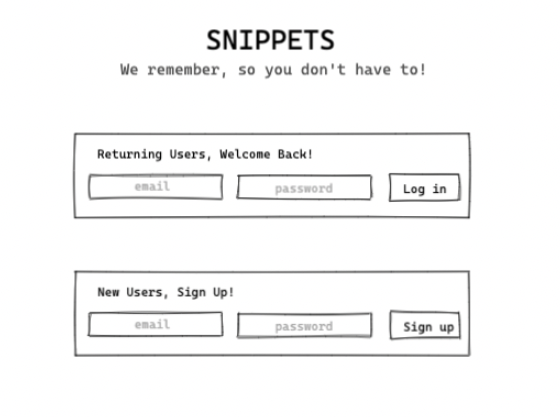 SNIPPETS
We remember, so you don't have to!
Returning Users, Welcome Back!
email password Log in
New Users, Sign Up!
email password Sign up